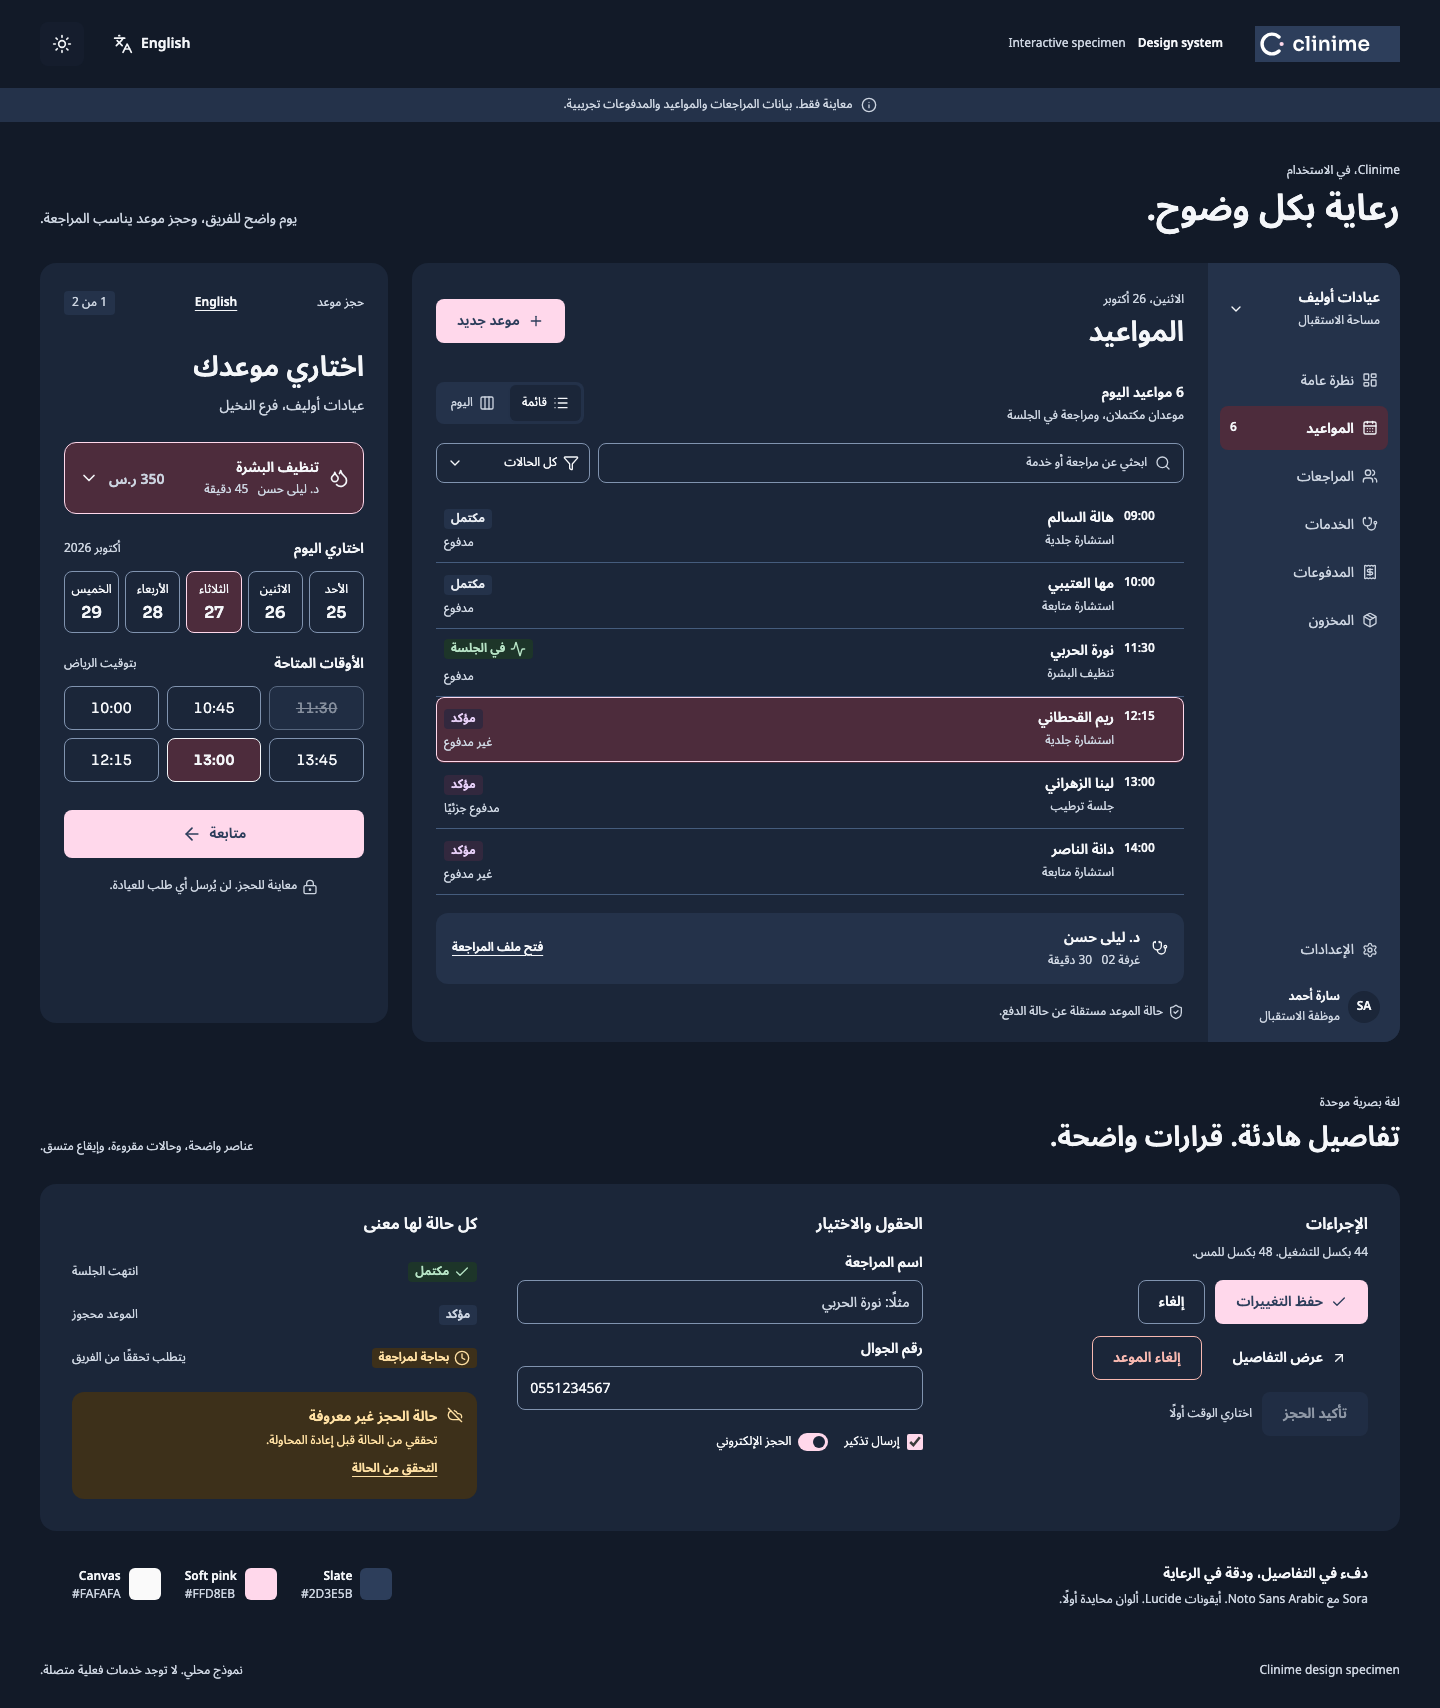 clinime
Design system
Interactive specimen
English
معاينة فقط. بيانات المراجعات والمواعيد والمدفوعات تجريبية.
Clinime، في الاستخدام
رعاية بكل وضوح.
يوم واضح للفريق، وحجز موعد يناسب المراجعة.
عيادات أوليف
مساحة الاستقبال
نظرة عامة
المواعيد
6
المراجعات
الخدمات
المدفوعات
المخزون
الإعدادات
SA
سارة أحمد
موظفة الاستقبال
الاثنين، 26 أكتوبر
المواعيد
موعد جديد
6 مواعيد اليوم
موعدان مكتملان، ومراجعة في الجلسة
قائمة
اليوم
ابحثي عن مراجعة أو خدمة
كل الحالات
09:00
هالة السالم
استشارة جلدية
مكتمل
مدفوع
10:00
مها العتيبي
استشارة متابعة
مكتمل
مدفوع
11:30
نورة الحربي
تنظيف البشرة
في الجلسة
مدفوع
12:15
ريم القحطاني
استشارة جلدية
مؤكد
غير مدفوع
13:00
لينا الزهراني
جلسة ترطيب
مؤكد
مدفوع جزئيًا
14:00
دانة الناصر
استشارة متابعة
مؤكد
غير مدفوع
د. ليلى حسن
غرفة 02 30 دقيقة
فتح ملف المراجعة
حالة الموعد مستقلة عن حالة الدفع.
حجز موعد
English
1 من 2
اختاري موعدك
عيادات أوليف، فرع النخيل
تنظيف البشرة
د. ليلى حسن 45 دقيقة
350 ر.س
اختاري اليوم
أكتوبر 2026
الأحد
25
الاثنين
26
الثلاثاء
27
الأربعاء
28
الخميس
29
الأوقات المتاحة
بتوقيت الرياض
11:30
10:45
10:00
13:45
13:00
12:15
متابعة
معاينة للحجز. لن يُرسل أي طلب للعيادة.
لغة بصرية موحدة
تفاصيل هادئة. قرارات واضحة.
عناصر واضحة، وحالات مقروءة، وإيقاع متسق.
الإجراءات
44 بكسل للتشغيل. 48 بكسل للمس.
حفظ التغييرات
إلغاء
عرض التفاصيل
إلغاء الموعد
تأكيد الحجز
اختاري الوقت أولًا
الحقول والاختيار
اسم المراجعة
مثلًا: نورة الحربي
رقم الجوال
0551234567
إرسال تذكير
الحجز الإلكتروني
كل حالة لها معنى
مكتمل
انتهت الجلسة
مؤكد
الموعد محجوز
بحاجة لمراجعة
يتطلب تحققًا من الفريق
حالة الحجز غير معروفة
تحققي من الحالة قبل إعادة المحاولة.
التحقق من الحالة
دفء في التفاصيل، ودقة في الرعاية
Sora مع Noto Sans Arabic. أيقونات Lucide. ألوان محايدة أولًا.
Slate
#2D3E5B
Soft pink
#FFD8EB
Canvas
#FAFAFA
Clinime design specimen
نموذج محلي. لا توجد خدمات فعلية متصلة.